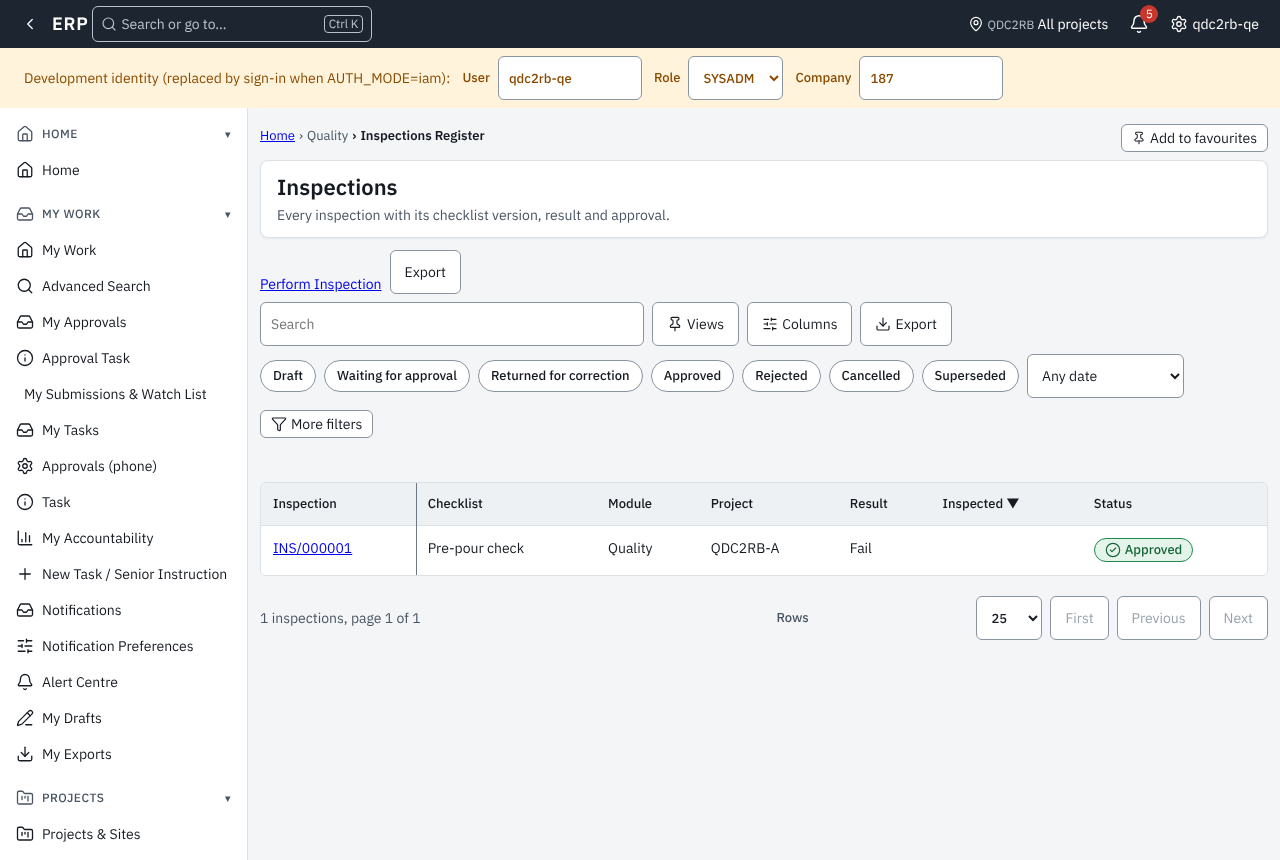 ERP Search or go to... Ctrl K QDC2RB All projects 5 qdc2rb-qe
Development identity (replaced by sign-in when AUTH_MODE=iam): User qdc2rb-qe Role SYSADM Company 187
HOME
Home
MY WORK
My Work
Advanced Search
My Approvals
Approval Task
My Submissions & Watch List
My Tasks
Approvals (phone)
Task
My Accountability
New Task / Senior Instruction
Notifications
Notification Preferences
Alert Centre
My Drafts
My Exports
PROJECTS
Projects & Sites
Home › Quality › Inspections Register
Add to favourites
Inspections
Every inspection with its checklist version, result and approval.
Perform Inspection Export
Search Views Columns Export
Draft Waiting for approval Returned for correction Approved Rejected Cancelled Superseded Any date
More filters
Inspection Checklist Module Project Result Inspected ▼ Status
INS/000001 Pre-pour check Quality QDC2RB-A Fail Approved
1 inspections, page 1 of 1 Rows 25 First Previous Next